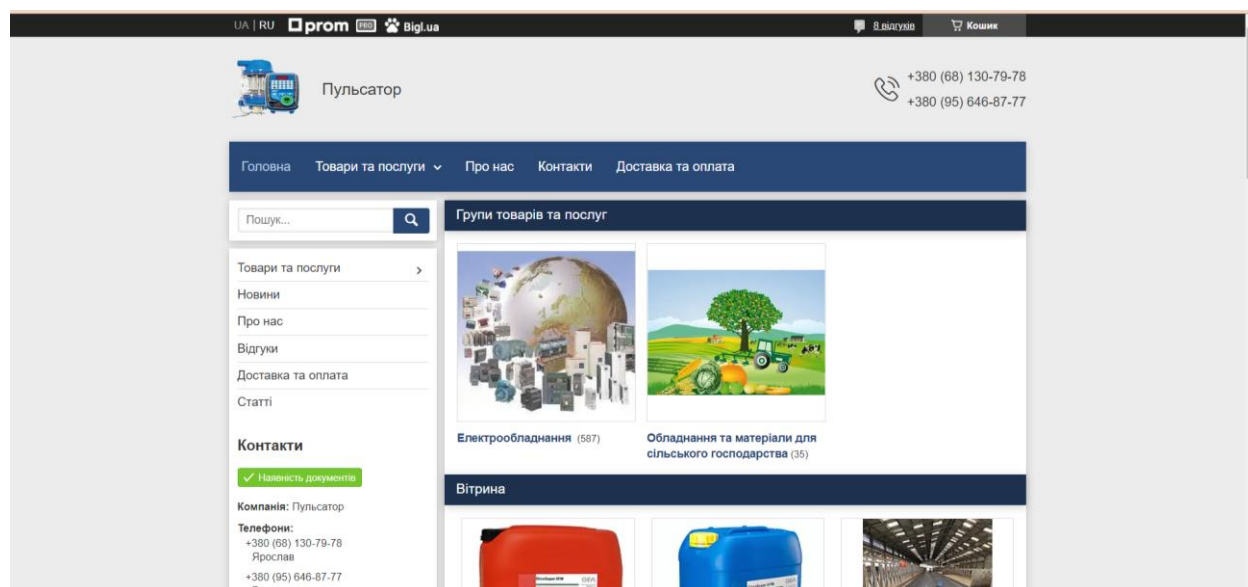 UA | RU prom PRO Bigl.ua
8 відгуків
Кошик
Пульсатор
+380 (68) 130-79-78
+380 (95) 646-87-77
Головна Товари та послуги Про нас Контакти Доставка та оплата
Пошук...
Товари та послуги
Новини
Про нас
Відгуки
Доставка та оплата
Статті
Контакти
Наявність документів
Компанія: Пульсатор
Телефони:
+380 (68) 130-79-78
Ярослав
+380 (95) 646-87-77
Групи товарів та послуг
Електрообладнання (587)
Обладнання та матеріали для
сільського господарства (35)
Вітрина
GEA
GEA